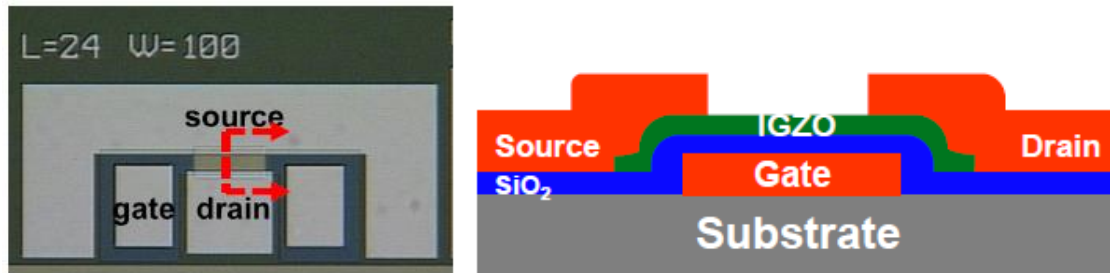 L=24 W=100
source
gate drain
IGZO
Source Drain
SiO₂
Gate
Substrate